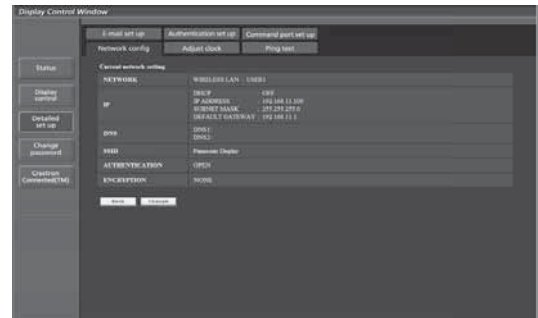 Display Control Window
E-mail set up
Authentication set up
Command port set up
Network config
Adjust clock
Ping test
Status
Display control
Detailed set up
Change password
Crestron Connected(TM)
Current network setting
NETWORK WIRELESS LAN : USER1
IP
DHCP : OFF
IP ADDRESS : 192.168.11.100
SUBNET MASK : 255.255.255.0
DEFAULT GATEWAY : 192.168.11.1
DNS
DNS1:
DNS2:
SSID Panasonic Display
AUTHENTICATION OPEN
ENCRYPTION NONE
Back
Change